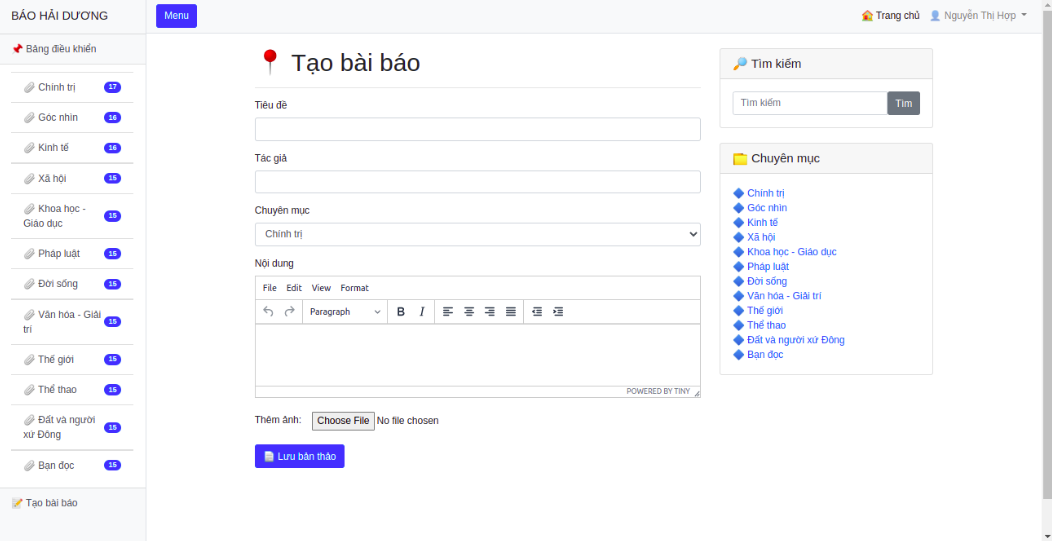 BÁO HẢI DƯƠNG
Bảng điều khiển
Chính trị 17
Góc nhìn 16
Kinh tế 16
Xã hội 15
Khoa học -
Giáo dục 15
Pháp luật 15
Đời sống 15
Văn hóa - Giải
trí 15
Thế giới 15
Thể thao 15
Đất và người
xứ Đông 15
Bạn đọc 15
Tạo bài báo
Menu
Trang chủ Nguyễn Thị Hợp
Tạo bài báo
Tiêu đề
Tác giả
Chuyên mục
Chính trị
Nội dung
File Edit View Format
Paragraph B I
POWERED BY TINY
Thêm ảnh: Choose File No file chosen
Lưu bản thảo
Tìm kiếm
Tìm kiếm Tìm
Chuyên mục
Chính trị
Góc nhìn
Kinh tế
Xã hội
Khoa học - Giáo dục
Pháp luật
Đời sống
Văn hóa - Giải trí
Thế giới
Thể thao
Đất và người xứ Đông
Bạn đọc